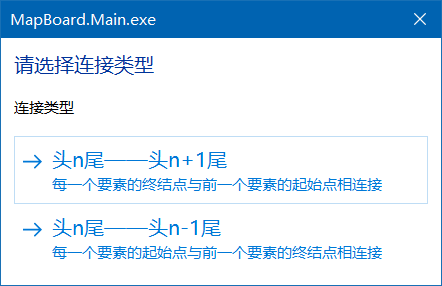 MapBoard.Main.exe
请选择连接类型
连接类型
头n尾——头n+1尾
每一个要素的终结点与前一个要素的起始点相连接
头n尾——头n-1尾
每一个要素的起始点与前一个要素的终结点相连接